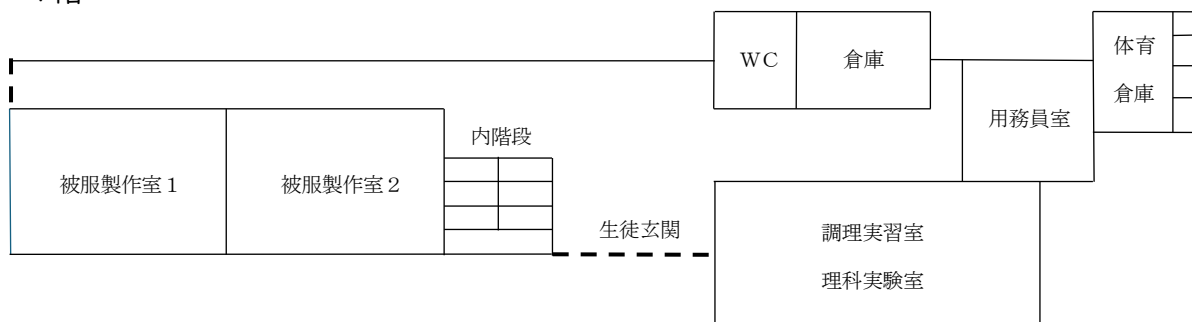 WC
倉庫
体育
倉庫
用務員室
内階段
被服製作室1
被服製作室2
生徒玄関
調理実習室
理科実験室